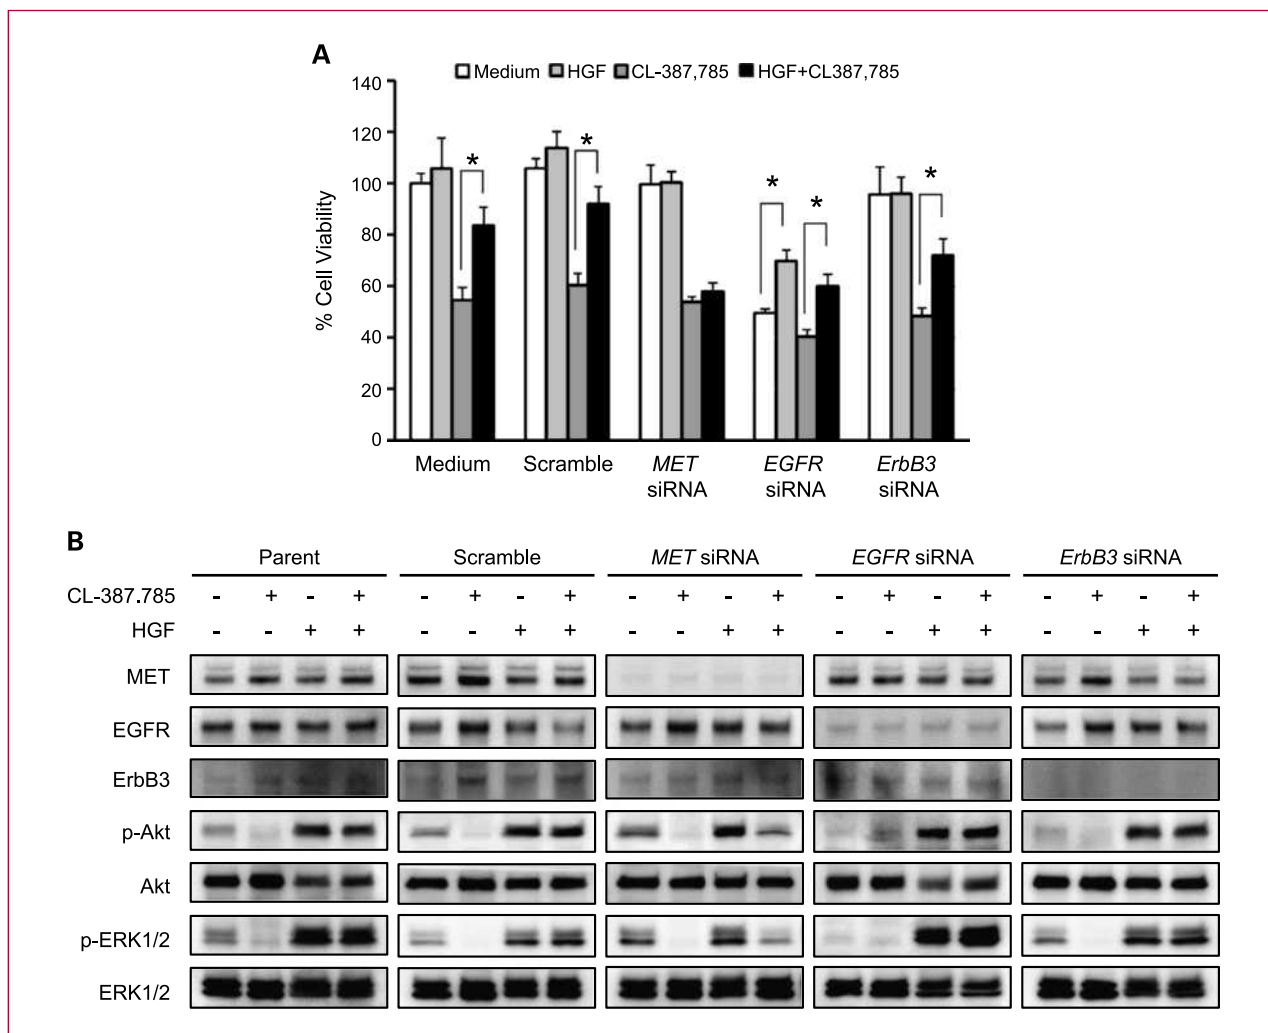 A
Medium HGF CL-387,785 HGF+CL387,785
140
120
100
80
60
40
20
0
% Cell Viability
* * * * *
Medium Scramble MET siRNA EGFR siRNA ErbB3 siRNA
B
Parent Scramble MET siRNA EGFR siRNA ErbB3 siRNA
CL-387.785 - + - + - + - + - + - + - + - + - + - +
HGF - - + + - - + + - - + + - - + + - - + +
MET
EGFR
ErbB3
p-Akt
Akt
p-ERK1/2
ERK1/2